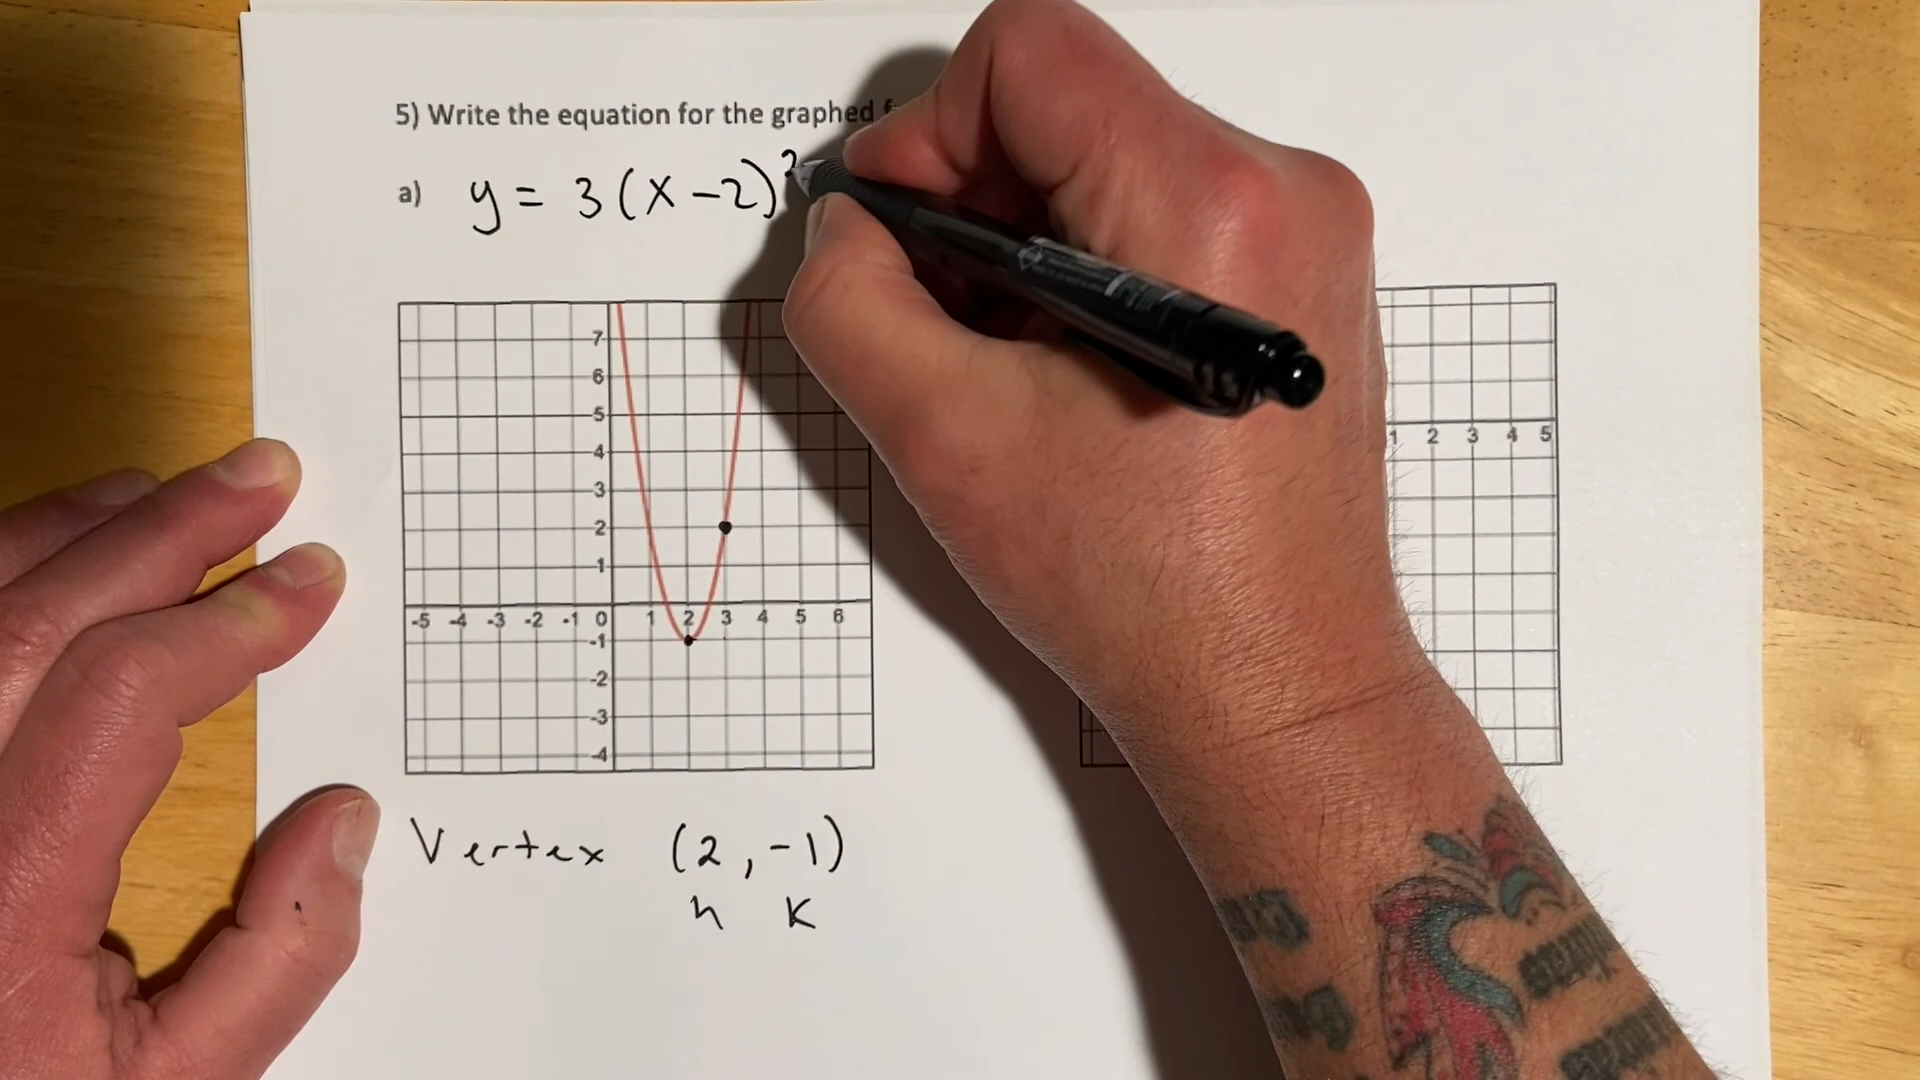 5) Write the equation for the graphed
a) y = 3(x-2)²
7
6
5
4
3
2
1
-5 -4 -3 -2 -1 0 1 2 3 4 5 6
-1
-2
-3
-4
1 2 3 4 5
Vertex (2, -1)
h k